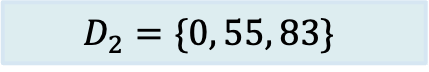 D₂ = {0, 55, 83}